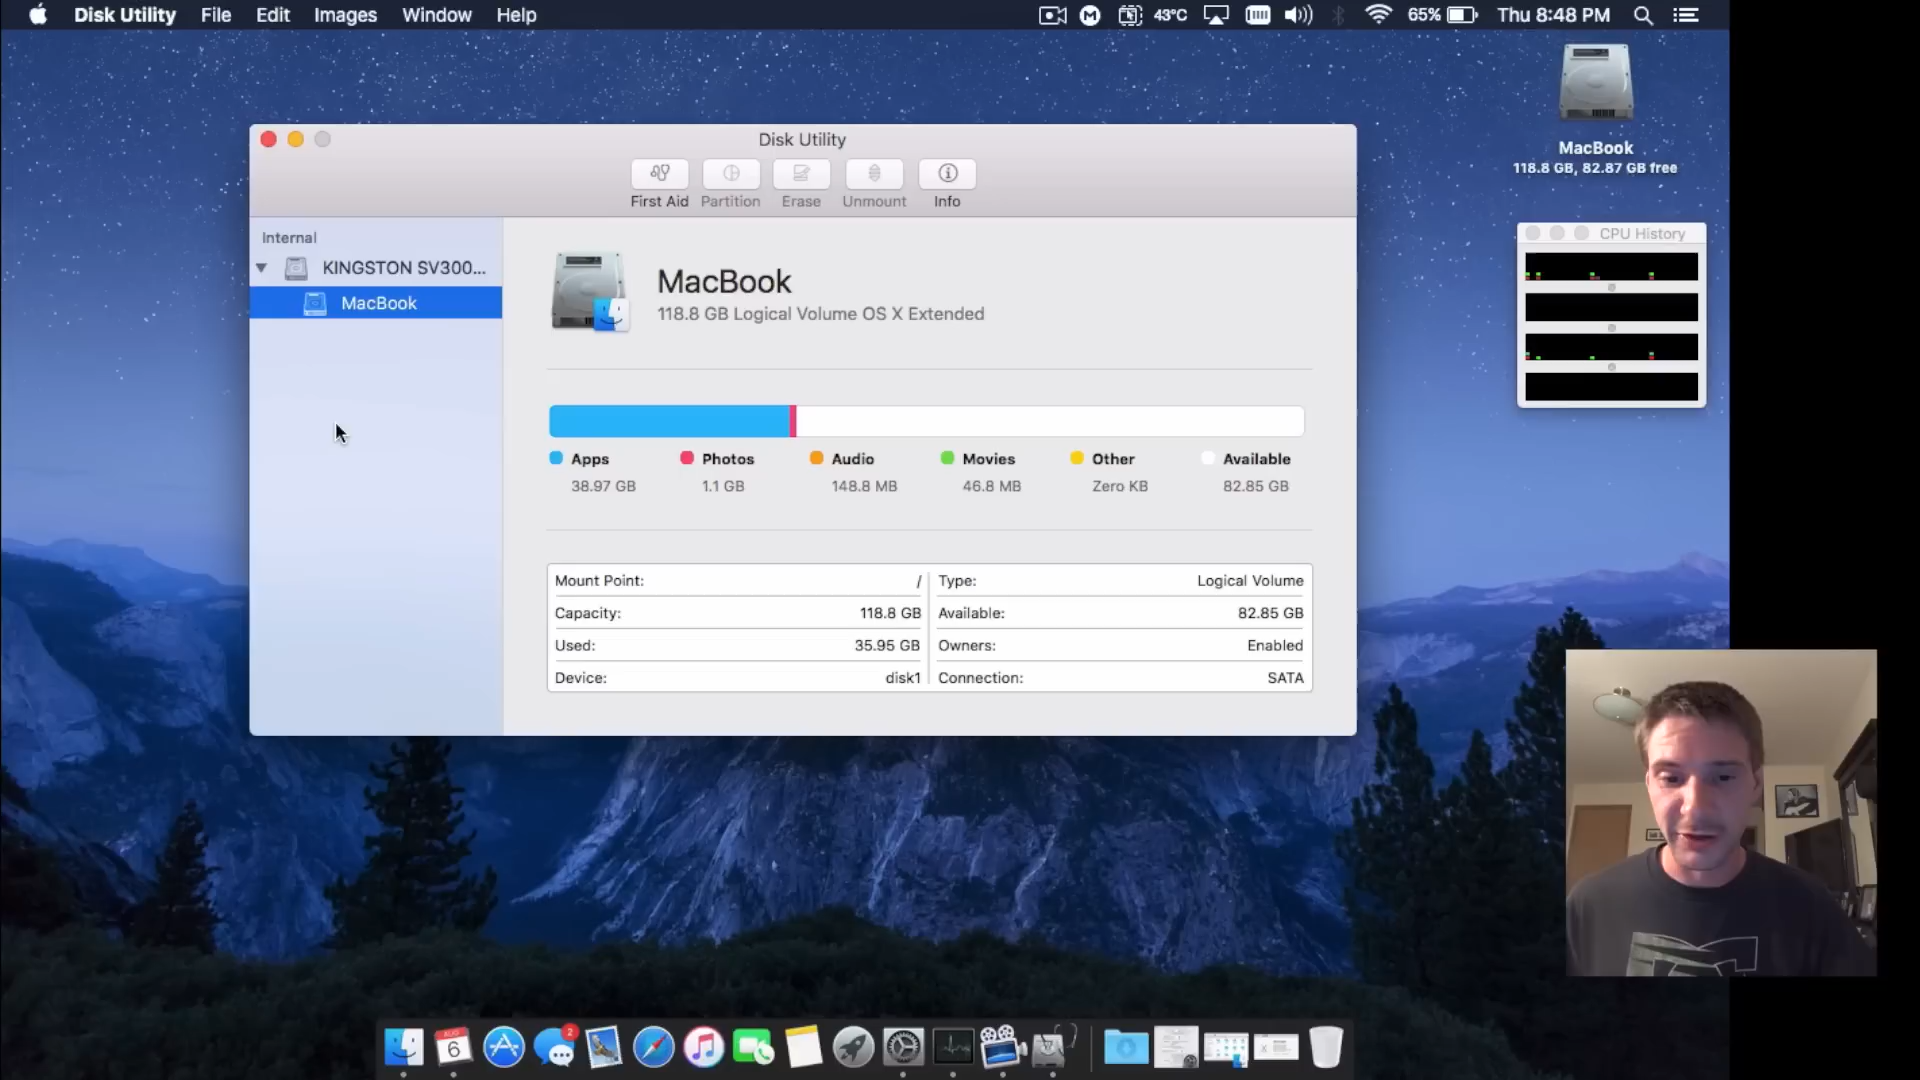 Disk Utility File Edit Images Window Help 43°C 65% Thu 8:48 PM
MacBook
118.8 GB, 82.87 GB free
Disk Utility
First Aid Partition Erase Unmount Info
CPU History
Internal
KINGSTON SV300...
MacBook
MacBook
118.8 GB Logical Volume OS X Extended
Apps Photos Audio Movies Other Available
38.97 GB 1.1 GB 148.8 MB 46.8 MB Zero KB 82.85 GB
Mount Point: / Type: Logical Volume
Capacity: 118.8 GB Available: 82.85 GB
Used: 35.95 GB Owners: Enabled
Device: disk1 Connection: SATA
AUG
6
2